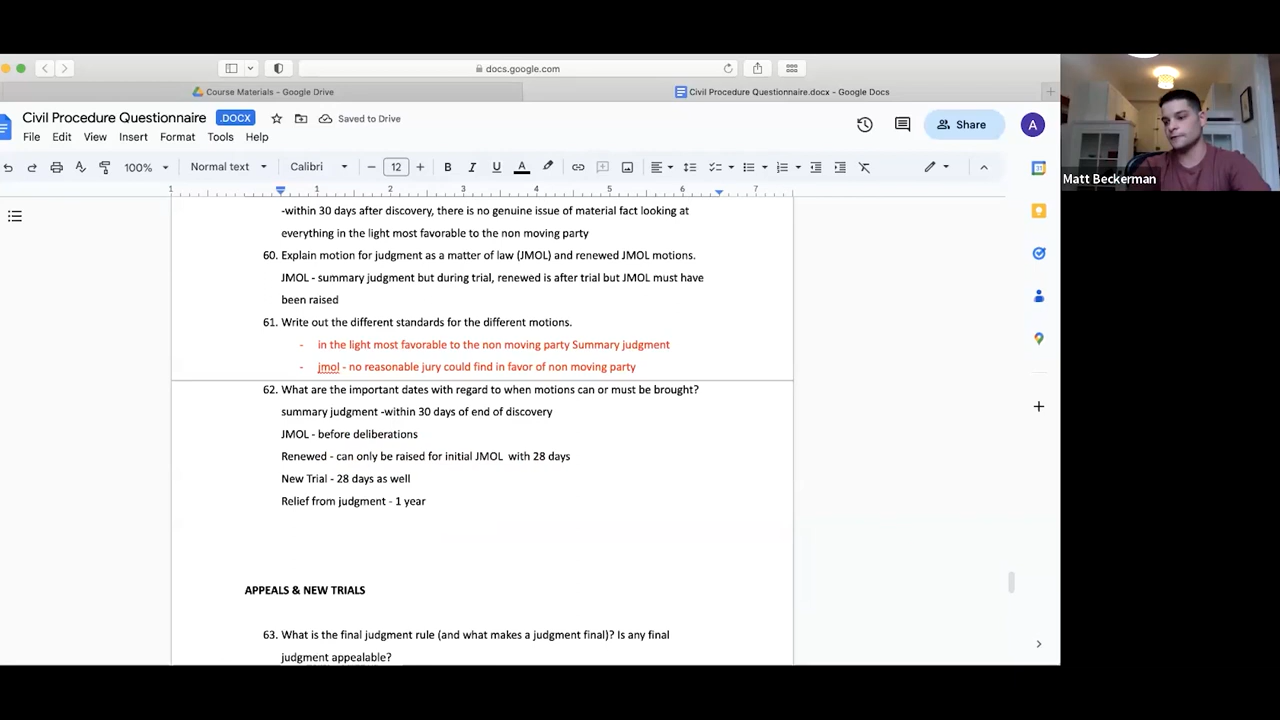 docs.google.com
Course Materials - Google Drive
Civil Procedure Questionnaire.docx - Google Docs
Civil Procedure Questionnaire
.DOCX
Saved to Drive
File Edit View Insert Format Tools Help
Share
A
100%
Normal text
Calibri
12
B I U A
1 1 2 3 4 5 6 7
Matt Beckerman
-within 30 days after discovery, there is no genuine issue of material fact looking at
everything in the light most favorable to the non moving party
60. Explain motion for judgment as a matter of law (JMOL) and renewed JMOL motions.
JMOL - summary judgment but during trial, renewed is after trial but JMOL must have
been raised
61. Write out the different standards for the different motions.
- in the light most favorable to the non moving party Summary judgment
- jmol - no reasonable jury could find in favor of non moving party
62. What are the important dates with regard to when motions can or must be brought?
summary judgment -within 30 days of end of discovery
JMOL - before deliberations
Renewed - can only be raised for initial JMOL with 28 days
New Trial - 28 days as well
Relief from judgment - 1 year
APPEALS & NEW TRIALS
63. What is the final judgment rule (and what makes a judgment final)? Is any final
judgment appealable?